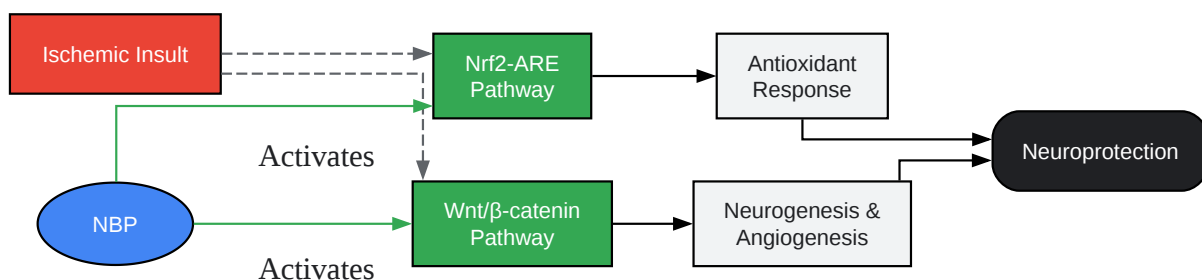 Ischemic Insult
Nrf2-ARE
Pathway
Antioxidant
Response
Neuroprotection
Activates
NBP
Wnt/β-catenin
Pathway
Neurogenesis &
Angiogenesis
Activates